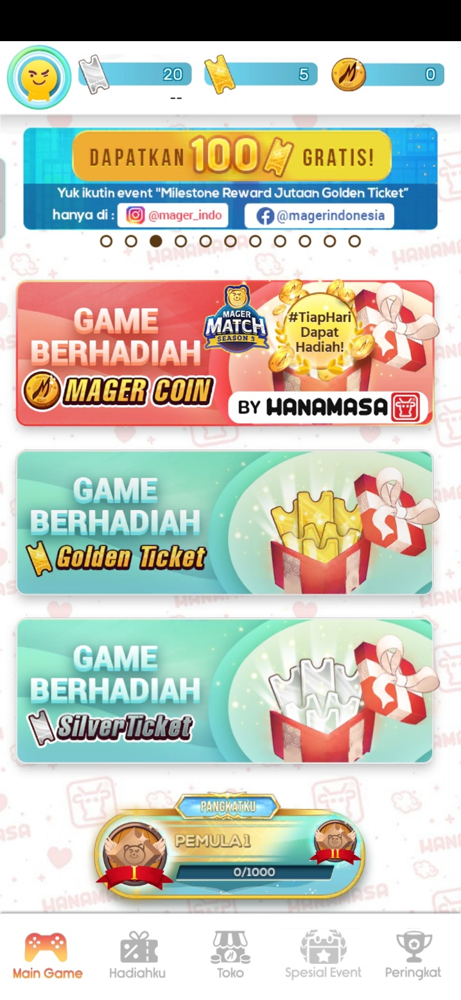 20
5
0
--
DAPATKAN 100 GRATIS!
Yuk ikutin event "Milestone Reward Jutaan Golden Ticket"
hanya di : @mager_indo @magerindonesia
GAME
BERHADIAH
MAGER COIN
MAGER
MATCH
SEASON 3
#TiapHari
Dapat
Hadiah!
BY HANAMASA
GAME
BERHADIAH
Golden Ticket
GAME
BERHADIAH
Silver Ticket
PANGKATKU
PEMULA 1
0/1000
I
II
Main Game
Hadiahku
Toko
Spesial Event
Peringkat